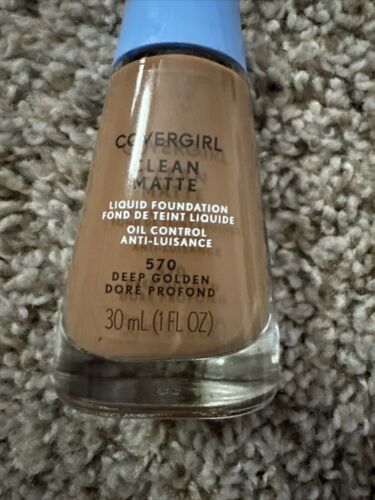 COVERGIRL
CLEAN
MATTE
LIQUID FOUNDATION
FOND DE TEINT LIQUIDE
OIL CONTROL
ANTI-LUISANCE
570
DEEP GOLDEN
DORÉ PROFOND
30 mL (1 FL OZ)